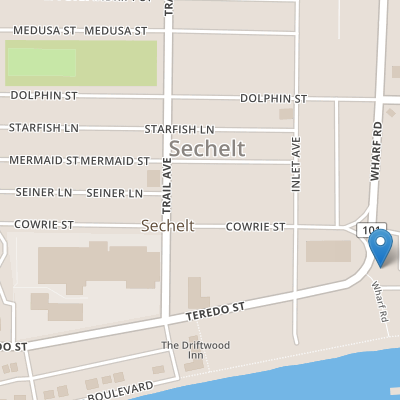 MEDUSA ST MEDUSA ST
DOLPHIN ST DOLPHIN ST
STARFISH LN STARFISH LN
Sechelt
MERMAID ST MERMAID ST
TRAIL AVE
INLET AVE
WHARF RD
SEINER LN SEINER LN
COWRIE ST Sechelt COWRIE ST
101
Wharf Rd
TEREDO ST
The Driftwood
Inn
DO ST
BOULEVARD